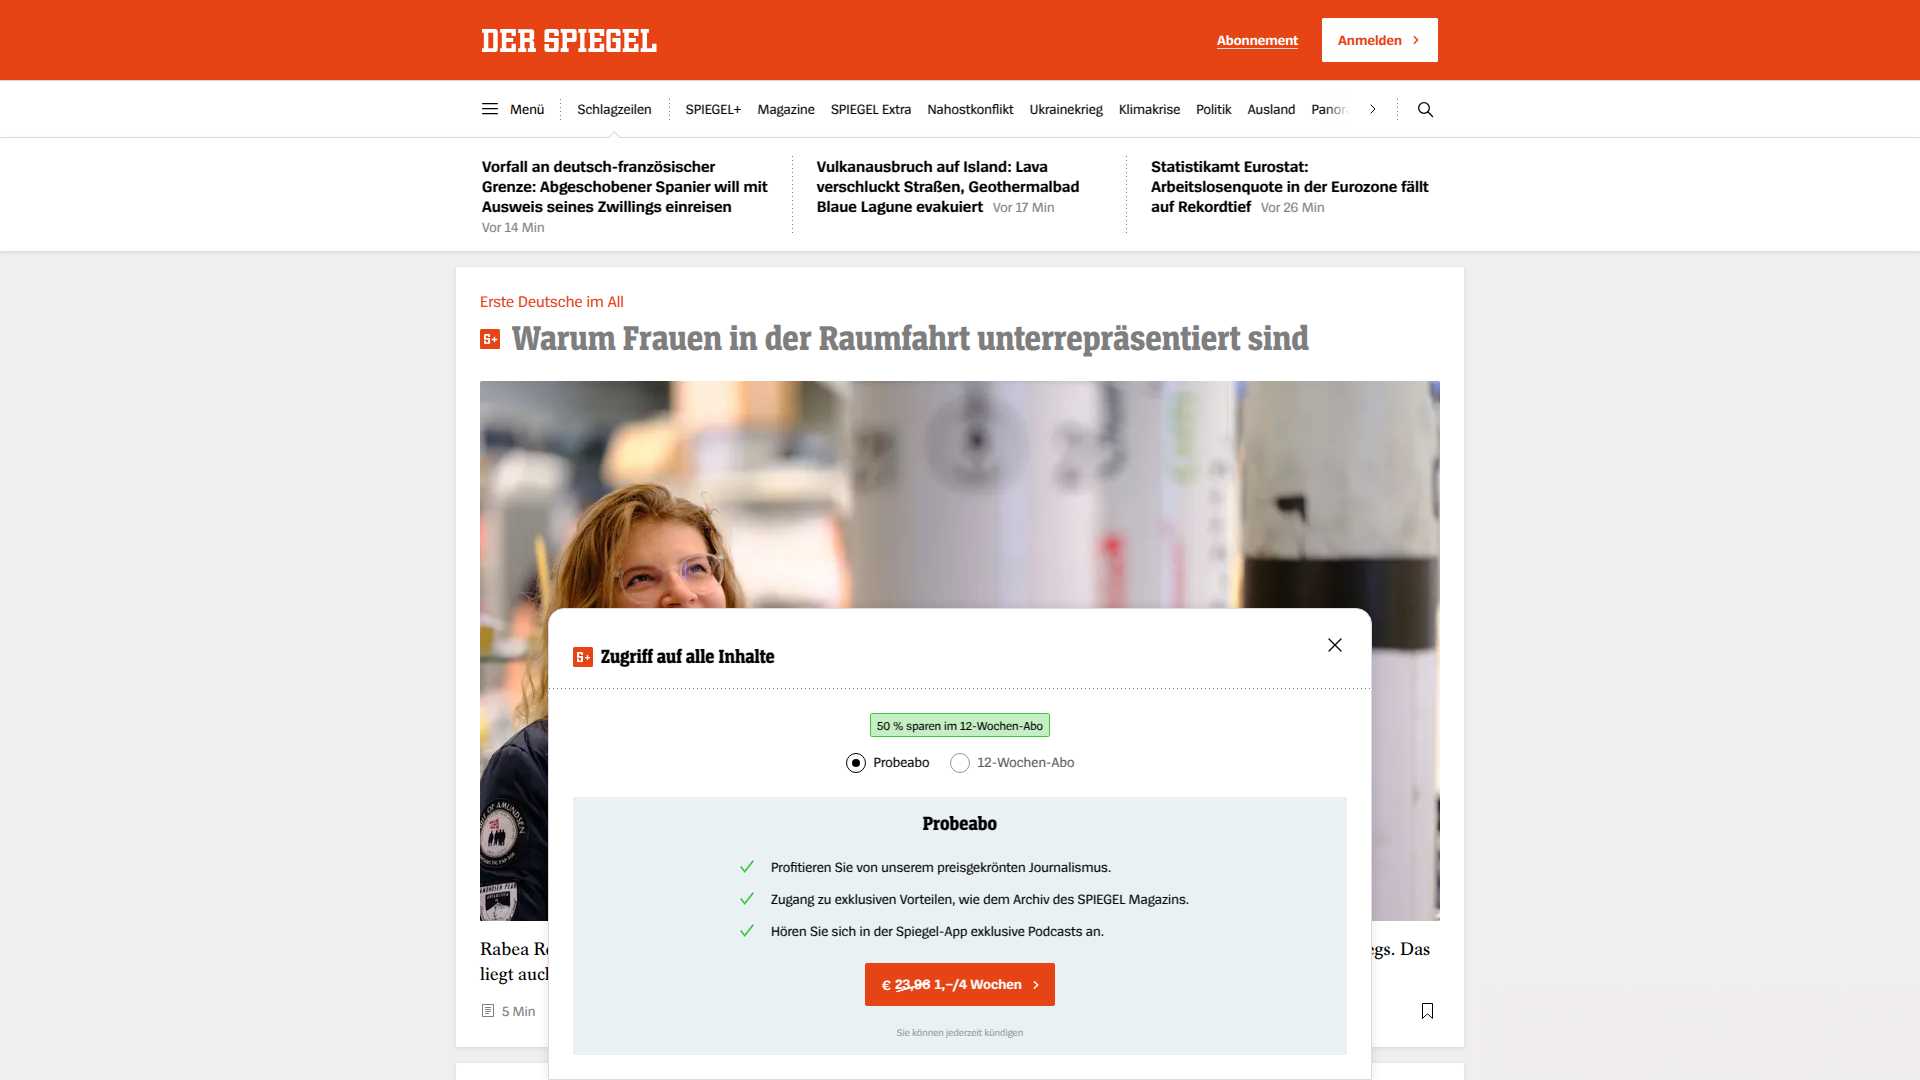 DER SPIEGEL
Abonnement
Anmelden
Menü
Schlagzeilen
SPIEGEL+
Magazine
SPIEGEL Extra
Nahostkonflikt
Ukrainekrieg
Klimakrise
Politik
Ausland
Panor
Vorfall an deutsch-französischer
Grenze: Abgeschobener Spanier will mit
Ausweis seines Zwillings einreisen
Vor 14 Min
Vulkanausbruch auf Island: Lava
verschluckt Straßen, Geothermalbad
Blaue Lagune evakuiert Vor 17 Min
Statistikamt Eurostat:
Arbeitslosenquote in der Eurozone fällt
auf Rekordtief Vor 26 Min
Erste Deutsche im All
S+ Warum Frauen in der Raumfahrt unterrepräsentiert sind
S+ Zugriff auf alle Inhalte
50 % sparen im 12-Wochen-Abo
Probeabo
12-Wochen-Abo
Probeabo
Profitieren Sie von unserem preisgekrönten Journalismus.
Zugang zu exklusiven Vorteilen, wie dem Archiv des SPIEGEL Magazins.
Hören Sie sich in der Spiegel-App exklusive Podcasts an.
€ 23,96 1,–/4 Wochen
Sie können jederzeit kündigen
Rabea
egs. Das
liegt auch
5 Min